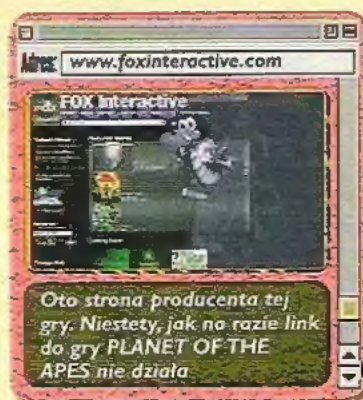 Adres: www.foxinteractive.com
FOX Interactive
Oto strona producenta tej
gry. Niestety, jak na razie link
do gry PLANET OF THE
APES nie działa